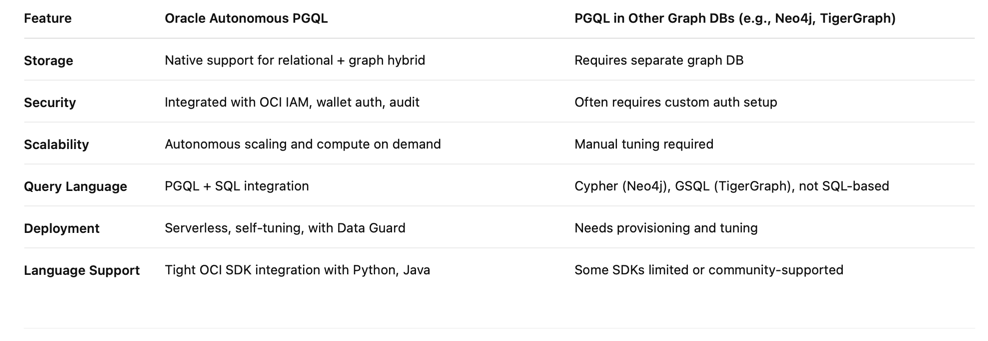 Feature Oracle Autonomous PGQL PGQL in Other Graph DBs (e.g., Neo4j, TigerGraph)
Storage Native support for relational + graph hybrid Requires separate graph DB
Security Integrated with OCI IAM, wallet auth, audit Often requires custom auth setup
Scalability Autonomous scaling and compute on demand Manual tuning required
Query Language PGQL + SQL integration Cypher (Neo4j), GSQL (TigerGraph), not SQL-based
Deployment Serverless, self-tuning, with Data Guard Needs provisioning and tuning
Language Support Tight OCI SDK integration with Python, Java Some SDKs limited or community-supported